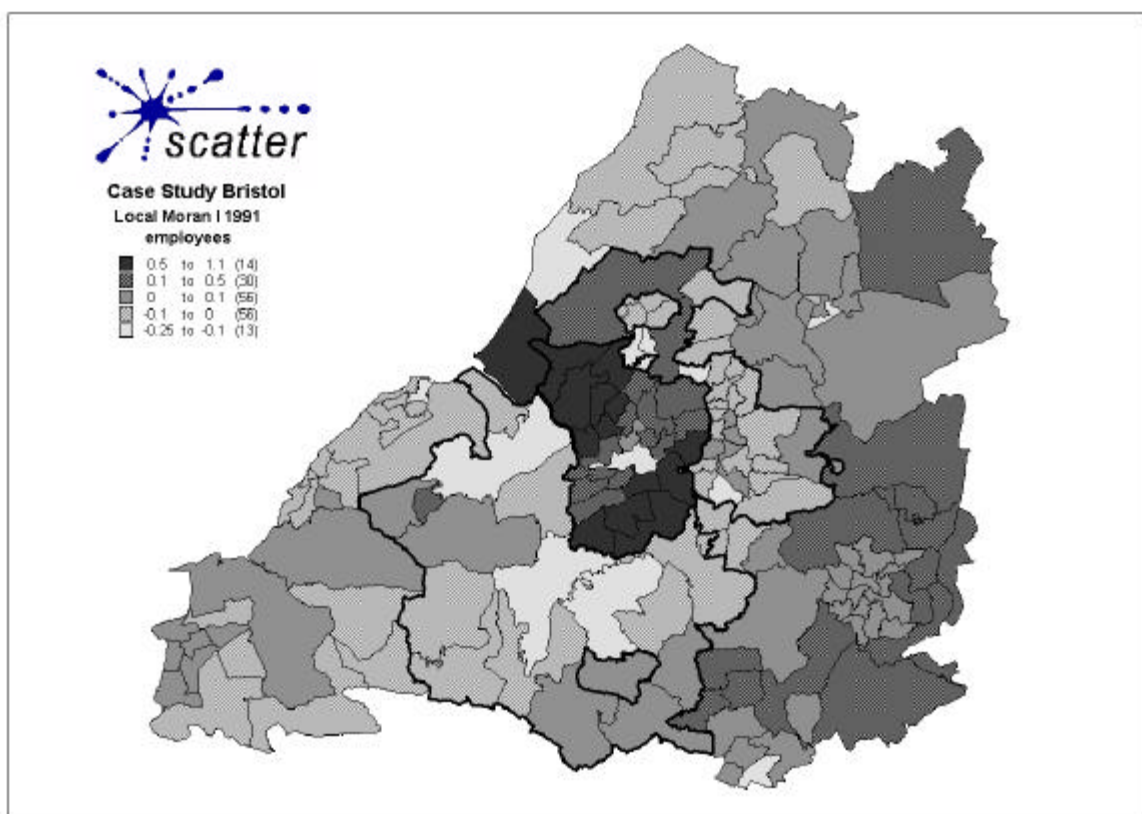 scatter
Case Study Bristol
Local Moran I 1991
employees
0.5 to 1.1 (14)
0.1 to 0.5 (30)
0 to 0.1 (56)
-0.1 to 0 (56)
-0.25 to -0.1 (13)